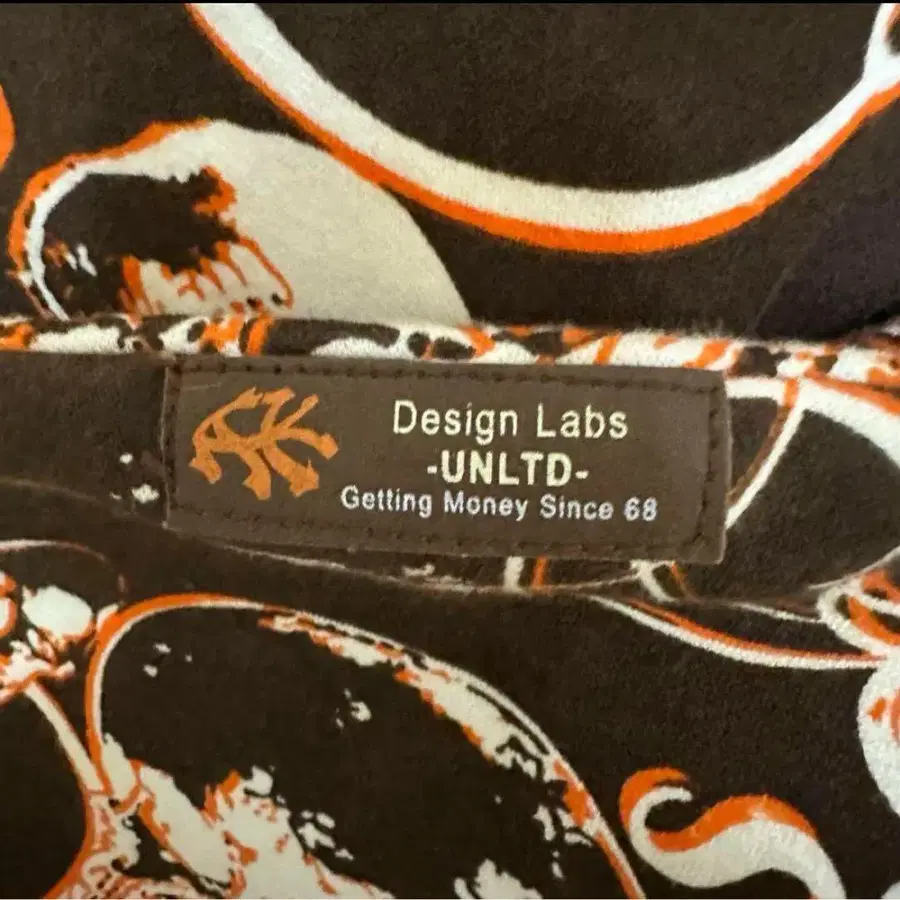 Design Labs
-UNLTD-
Getting Money Since 68